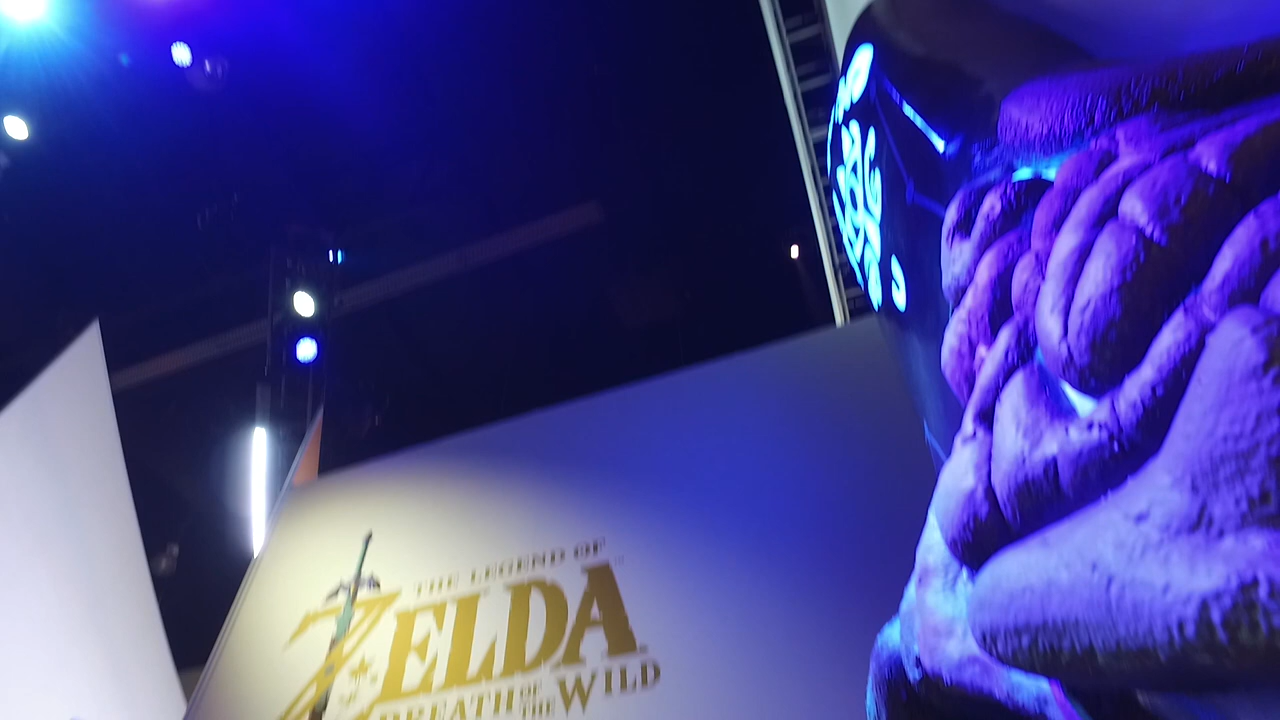 THE LEGEND OF
ZELDA
BREATH OF THE WILD